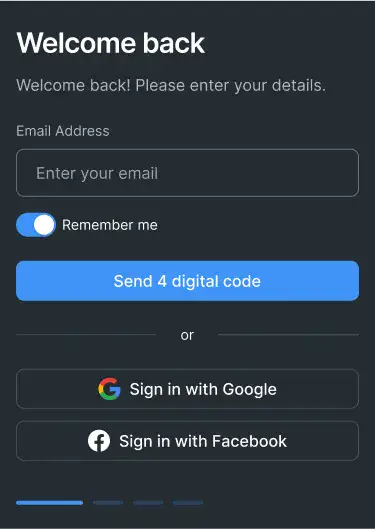 Welcome back
Welcome back! Please enter your details.
Email Address
Enter your email
Remember me
Send 4 digital code
or
Sign in with Google
Sign in with Facebook